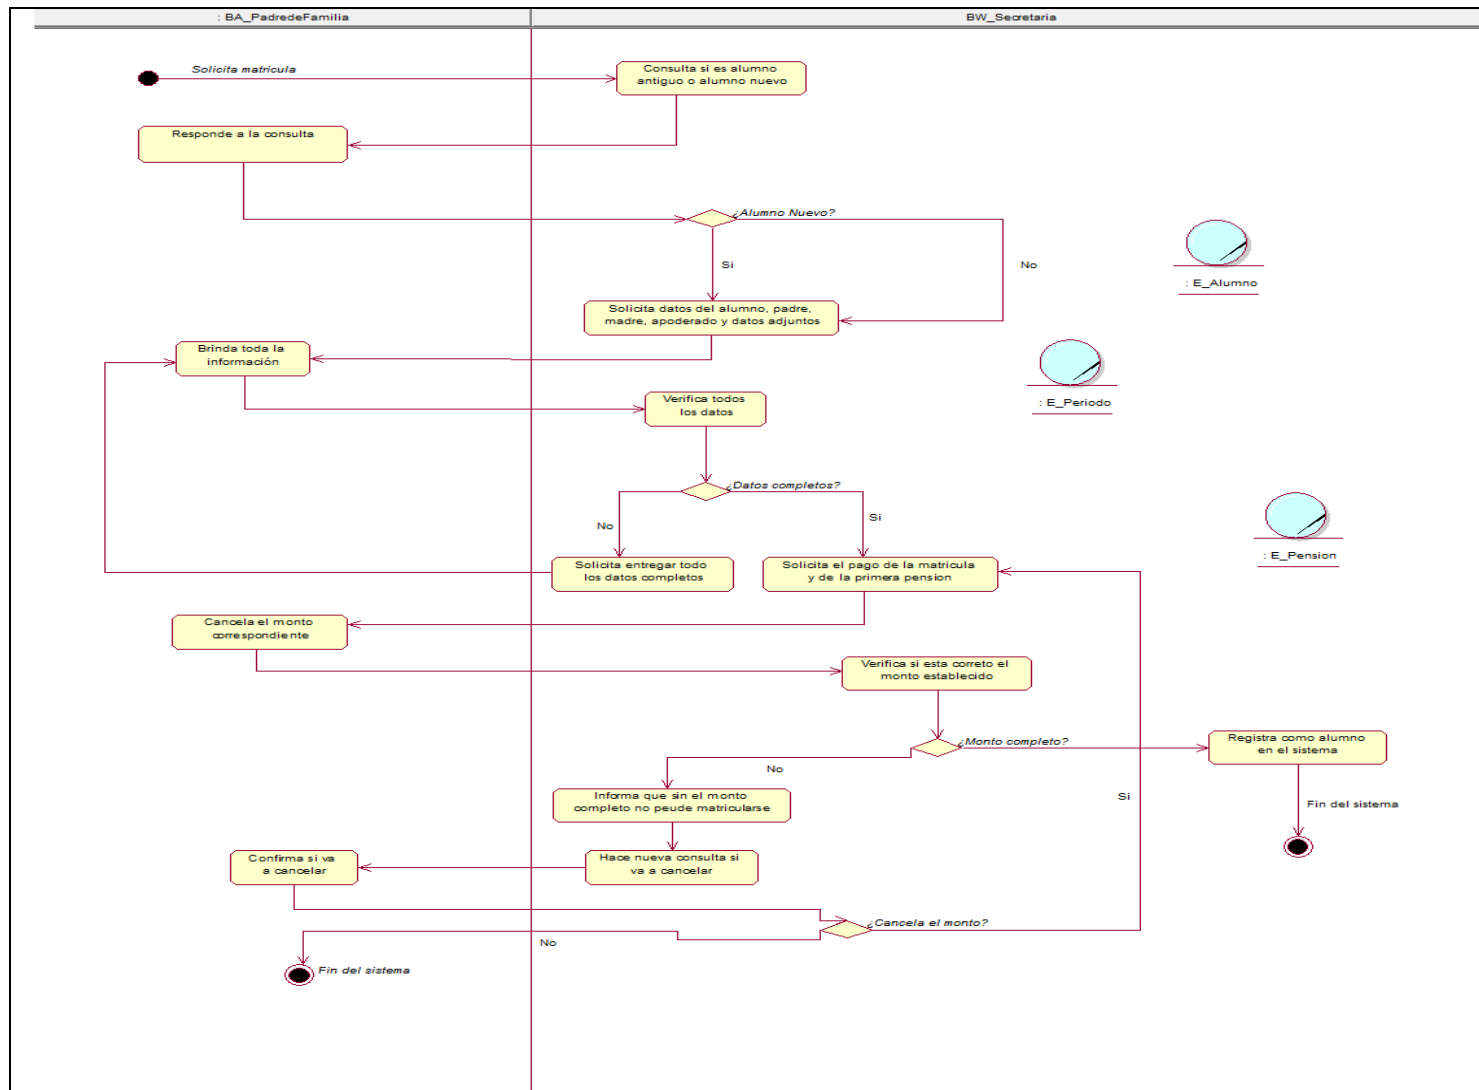 : BA_PadredeFamilia
BW_Secretaria
Solicita matricula
Consulta si es alumno
antiguo o alumno nuevo
Responde a la consulta
¿Alumno Nuevo?
Si
No
: E_Alumno
Solicita datos del alumno, padre,
madre, apoderado y datos adjuntos
Brinda toda la
información
: E_Periodo
Verifica todos
los datos
¿Datos completos?
No
Si
: E_Pension
Solicita entregar todo
los datos completos
Solicita el pago de la matricula
y de la primera pension
Cancela el monto
correspondiente
Verifica si esta correto el
monto establecido
¿Monto completo?
Registra como alumno
en el sistema
No
Si
Informa que sin el monto
completo no peude matricularse
Fin del sistema
Confirma si va
a cancelar
Hace nueva consulta si
va a cancelar
¿Cancela el monto?
No
Fin del sistema